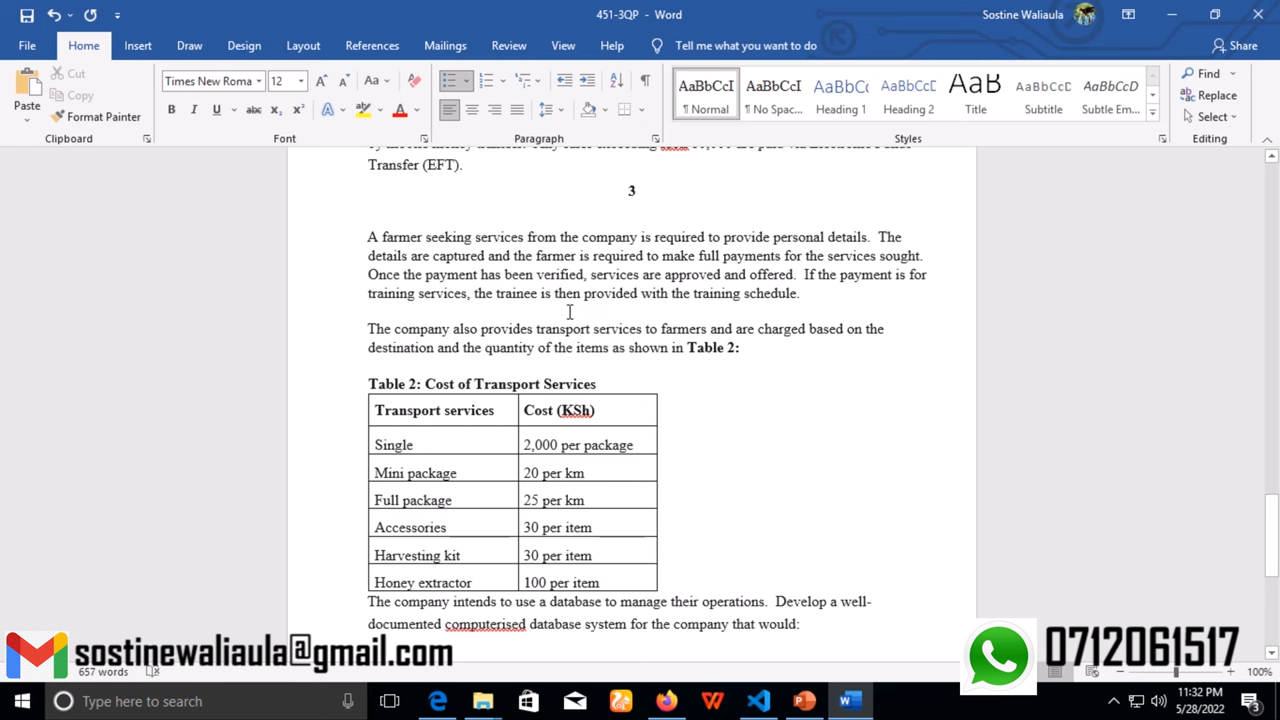 451-3QP - Word
Sostine Waliaula
File Home Insert Draw Design Layout References Mailings Review View Help Tell me what you want to do Share
Paste Cut Copy Format Painter
Clipboard
Times New Roma 12
Font
Paragraph
AaBbCcI ¶ Normal
AaBbCcI ¶ No Spac...
AaBbCcI Heading 1
AaBbCcI Heading 2
AaB Title
AaBbCcI Subtitle
AaBbCcI Subtle Em...
Styles
Find
Replace
Select
Editing
Transfer (EFT).
3
A farmer seeking services from the company is required to provide personal details. The
details are captured and the farmer is required to make full payments for the services sought.
Once the payment has been verified, services are approved and offered. If the payment is for
training services, the trainee is then provided with the training schedule.
The company also provides transport services to farmers and are charged based on the
destination and the quantity of the items as shown in Table 2:
Table 2: Cost of Transport Services
Transport services Cost (KSh)
Single 2,000 per package
Mini package 20 per km
Full package 25 per km
Accessories 30 per item
Harvesting kit 30 per item
Honey extractor 100 per item
The company intends to use a database to manage their operations. Develop a well-
documented computerised database system for the company that would:
sostinewaliaula@gmail.com
0712061517
657 words
100%
Type here to search
11:32 PM
5/28/2022
3